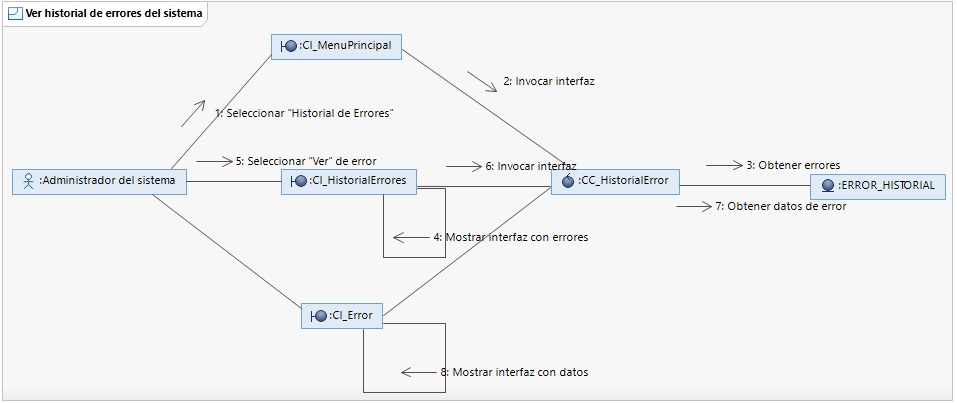 Ver historial de errores del sistema
:CI_MenuPrincipal
2: Invocar interfaz
1: Seleccionar "Historial de Errores"
5: Seleccionar "Ver" de error
6: Invocar interfaz
3: Obtener errores
:Administrador del sistema
:CI_HistorialErrores
:CC_HistorialError
:ERROR_HISTORIAL
7: Obtener datos de error
4: Mostrar interfaz con errores
:CI_Error
8: Mostrar interfaz con datos